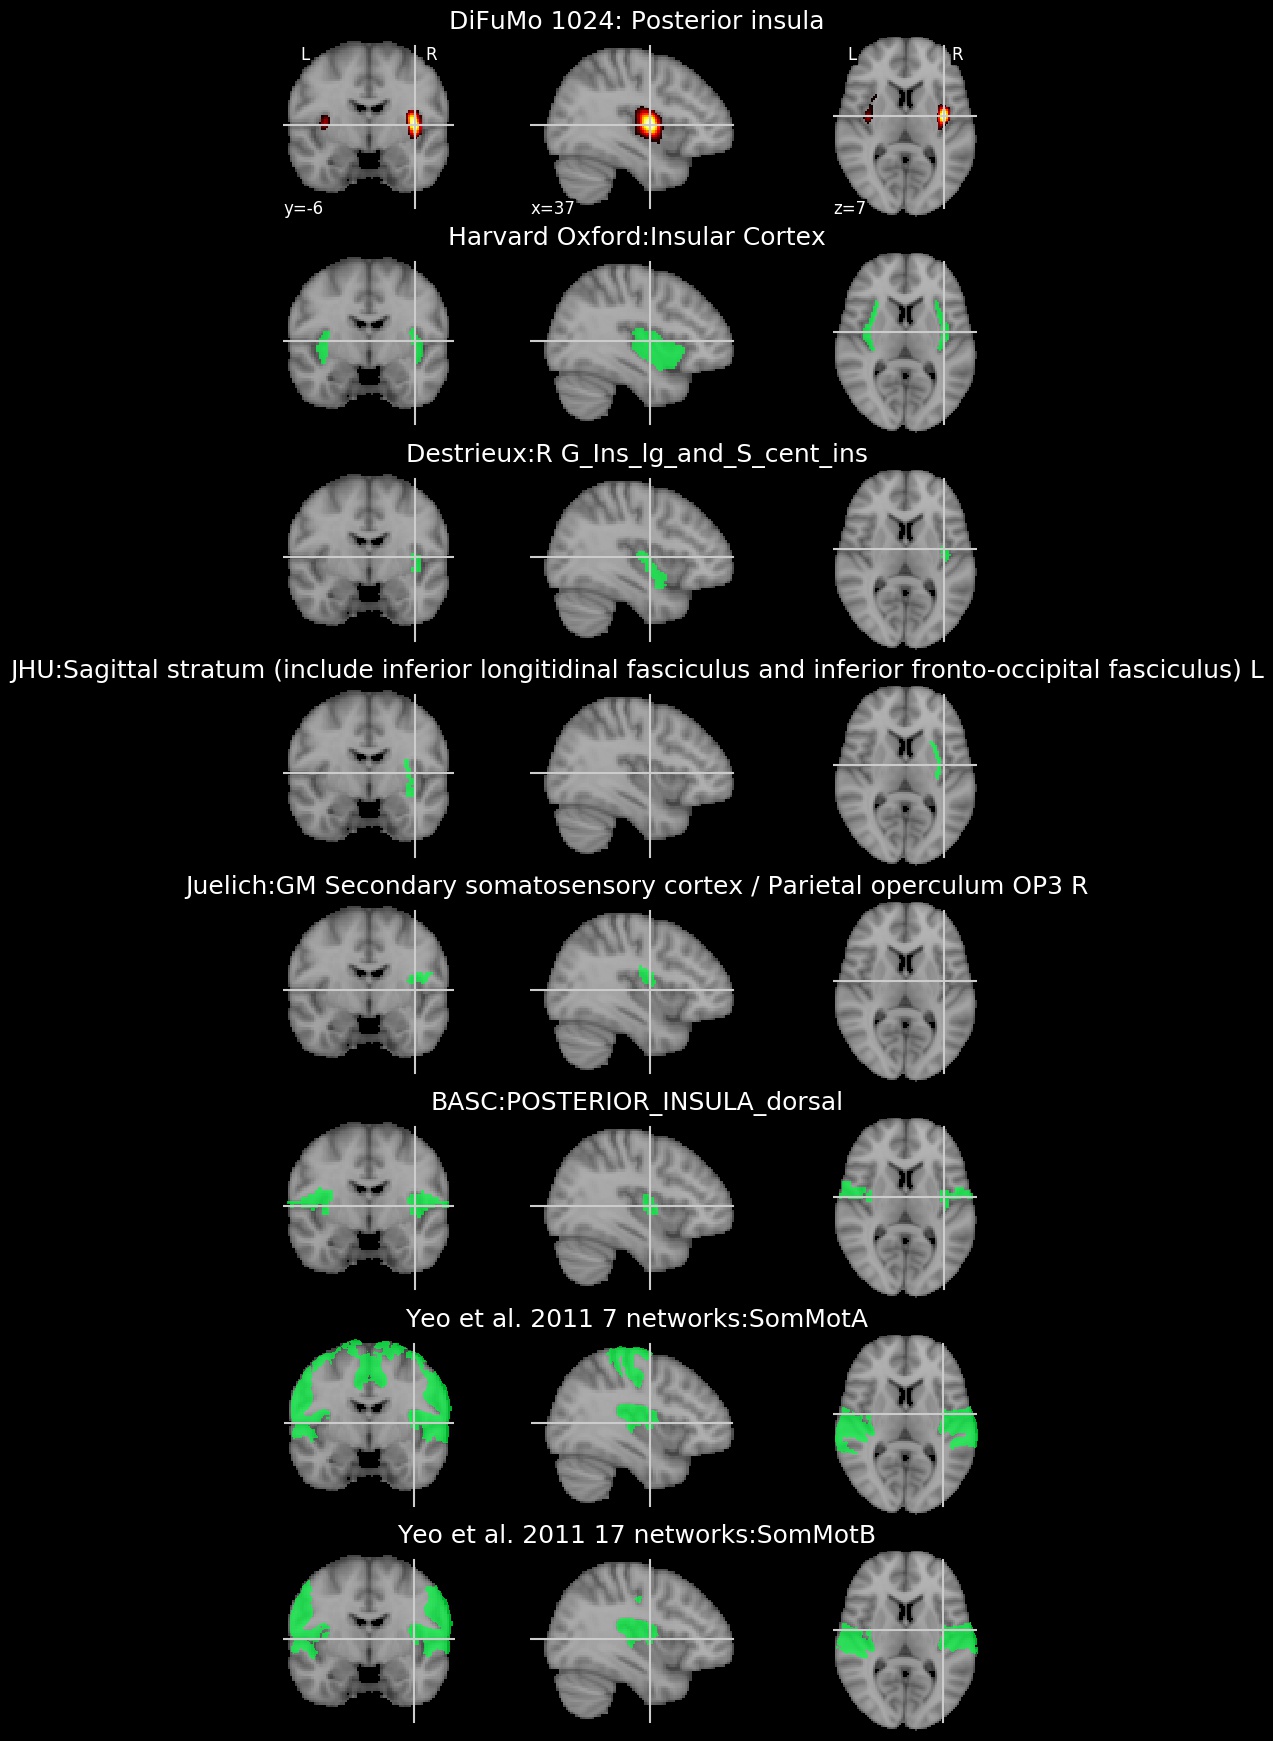 DiFuMo 1024: Posterior insula
L R L R
y=-6 x=37 z=7
Harvard Oxford:Insular Cortex
Destrieux:R G_Ins_lg_and_S_cent_ins
JHU:Sagittal stratum (include inferior longitidinal fasciculus and inferior fronto-occipital fasciculus) L
Juelich:GM Secondary somatosensory cortex / Parietal operculum OP3 R
BASC:POSTERIOR_INSULA_dorsal
Yeo et al. 2011 7 networks:SomMotA
Yeo et al. 2011 17 networks:SomMotB